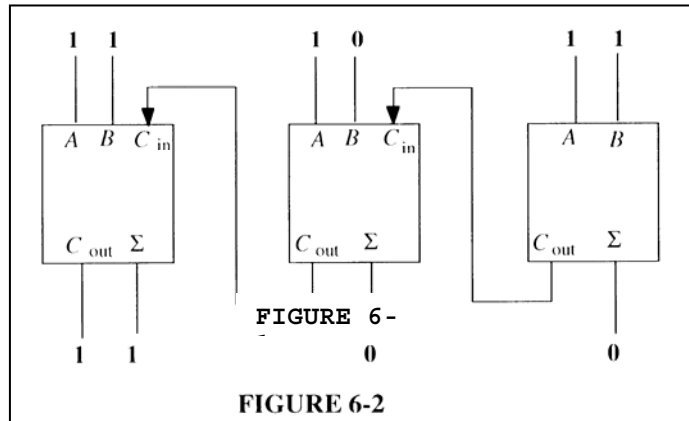 1 1 1 0 1 1
A B C in A B C in A B
C out Σ C out Σ C out Σ
FIGURE 6-
1 1 0 0
FIGURE 6-2